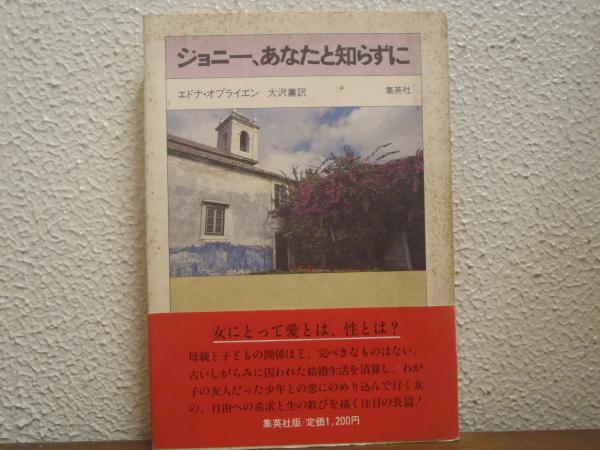 ジョニー、あなたと知らずに
エドナ・オブライエン 大沢薫訳 集英社
女にとって愛とは、性とは？
母親と子どもの関係ほど、完ぺきなものはない。
古いしがらみに囚われた結婚生活を清算し、わが
子の友人だった少年との恋にのめり込んで行く女
の、自由への希求と生の歓びを描く注目の長篇！
集英社版/定価1,200円